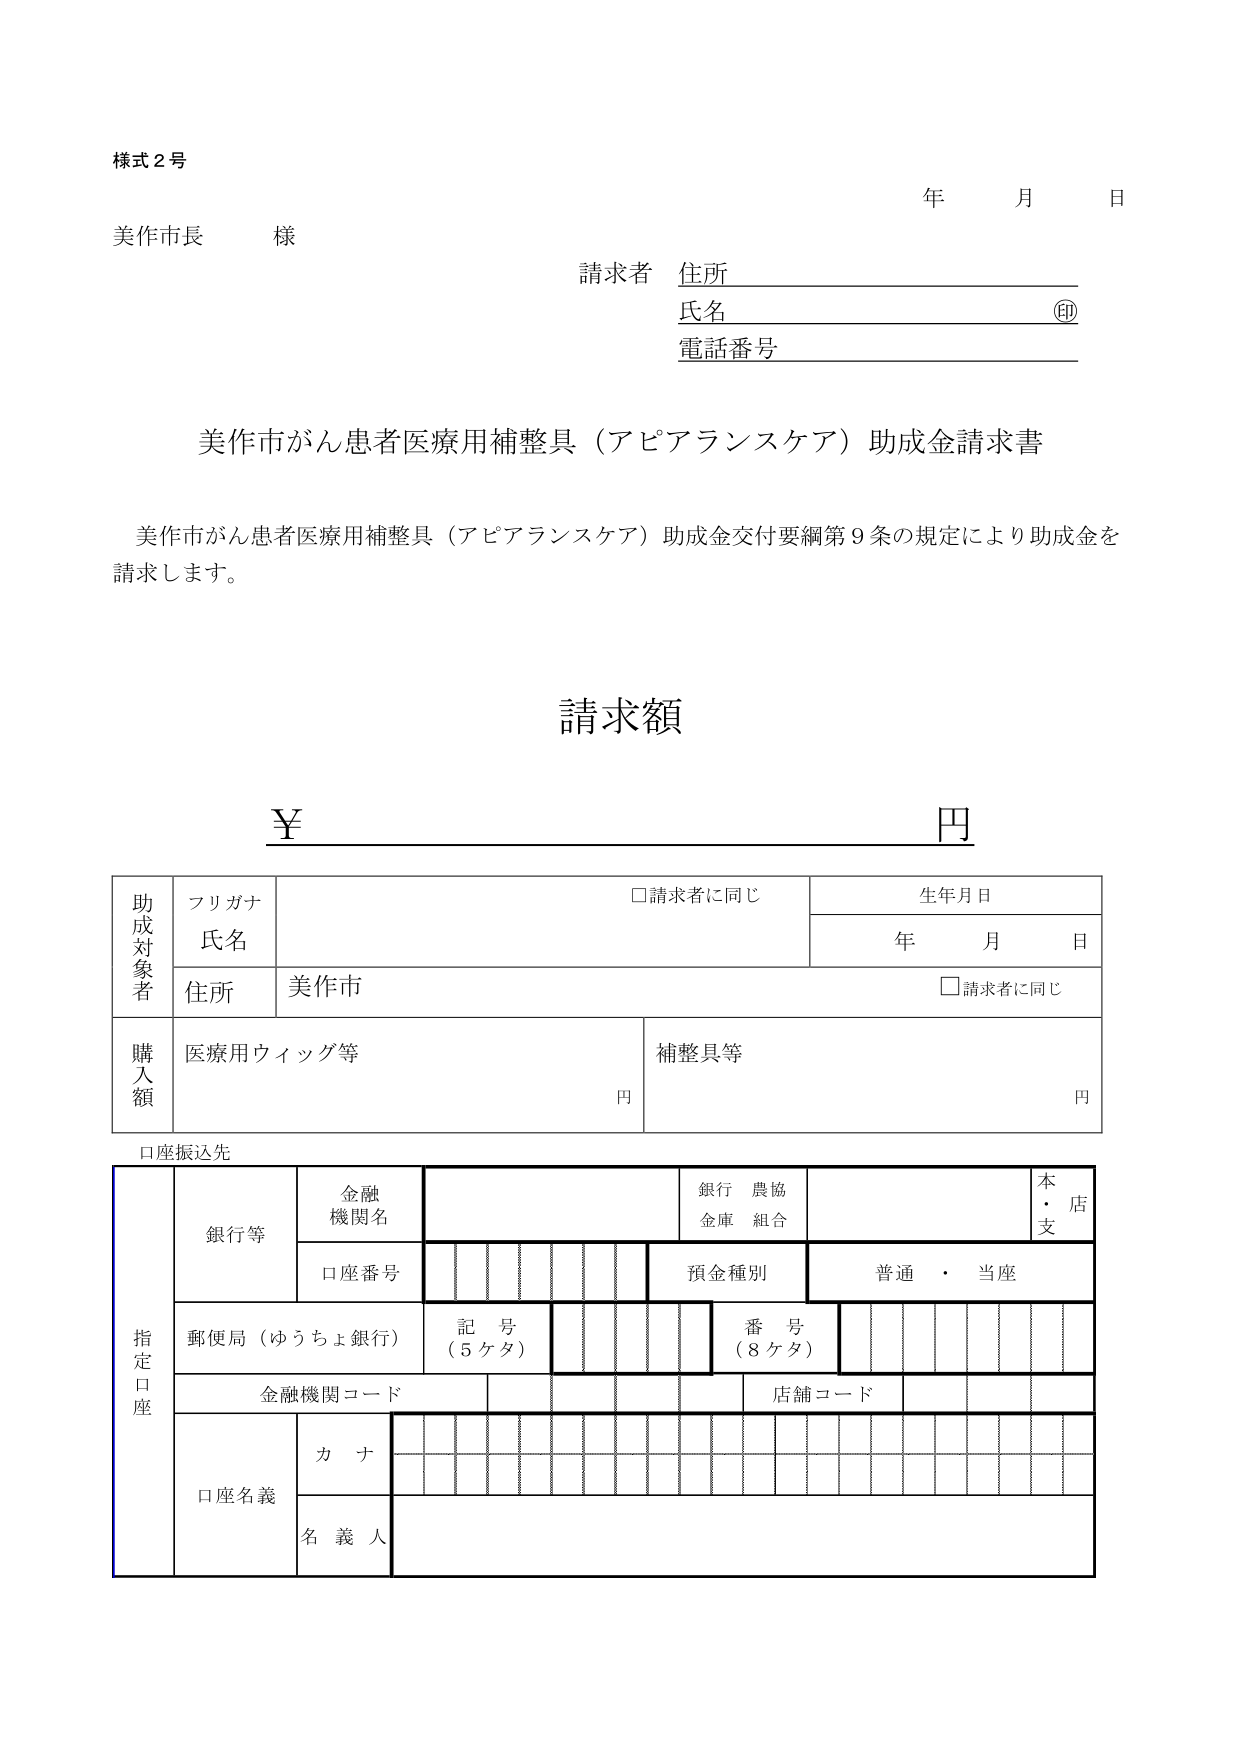 様式２号
年　　　月　　　日
美作市長　　　様
請求者　住所
氏名　㊞
電話番号
美作市がん患者医療用補整具（アピアランスケア）助成金請求書
美作市がん患者医療用補整具（アピアランスケア）助成金交付要綱第９条の規定により助成金を
請求します。
請求額
￥　円
助成対象者
フリガナ
氏名
□請求者に同じ
生年月日
年　　　月　　　日
住所
美作市
□請求者に同じ
購入額
医療用ウィッグ等
円
補整具等
円
口座振込先
指定口座
銀行等
金融
機関名
銀行　農協
金庫　組合
本・支　店
口座番号
預金種別
普通　・　当座
郵便局（ゆうちょ銀行）
記　号
（５ケタ）
番　号
（８ケタ）
金融機関コード
店舗コード
口座名義
カ　ナ
名　義　人